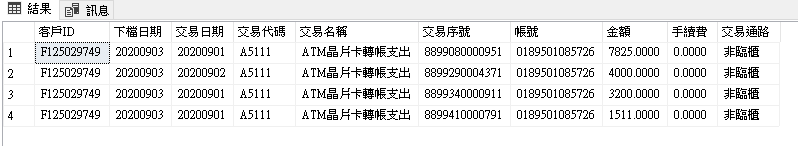 結果 訊息
客戶ID 下檔日期 交易日期 交易代碼 交易名稱 交易序號 帳號 金額 手續費 交易通路
1 F125029749 20200903 20200901 A5111 ATM晶片卡轉帳支出 8899080000951 0189501085726 7825.0000 0.0000 非臨櫃
2 F125029749 20200903 20200902 A5111 ATM晶片卡轉帳支出 8899290004371 0189501085726 4000.0000 0.0000 非臨櫃
3 F125029749 20200903 20200901 A5111 ATM晶片卡轉帳支出 8899340000911 0189501085726 3200.0000 0.0000 非臨櫃
4 F125029749 20200903 20200901 A5111 ATM晶片卡轉帳支出 8899410000791 0189501085726 1511.0000 0.0000 非臨櫃